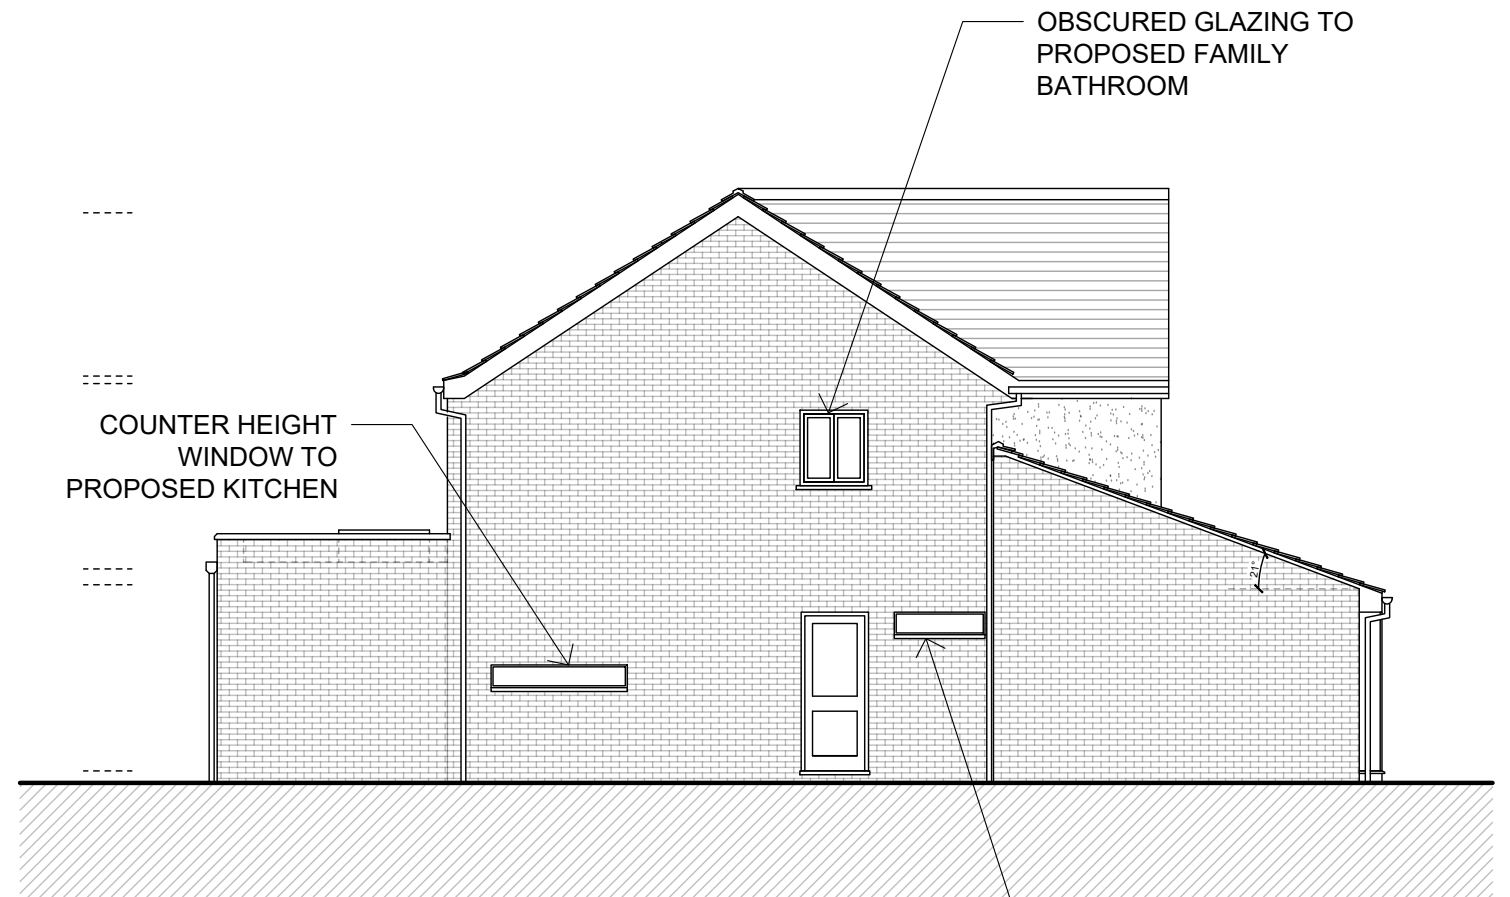 OBSCURED GLAZING TO
PROPOSED FAMILY
BATHROOM
COUNTER HEIGHT
WINDOW TO
PROPOSED KITCHEN
21°